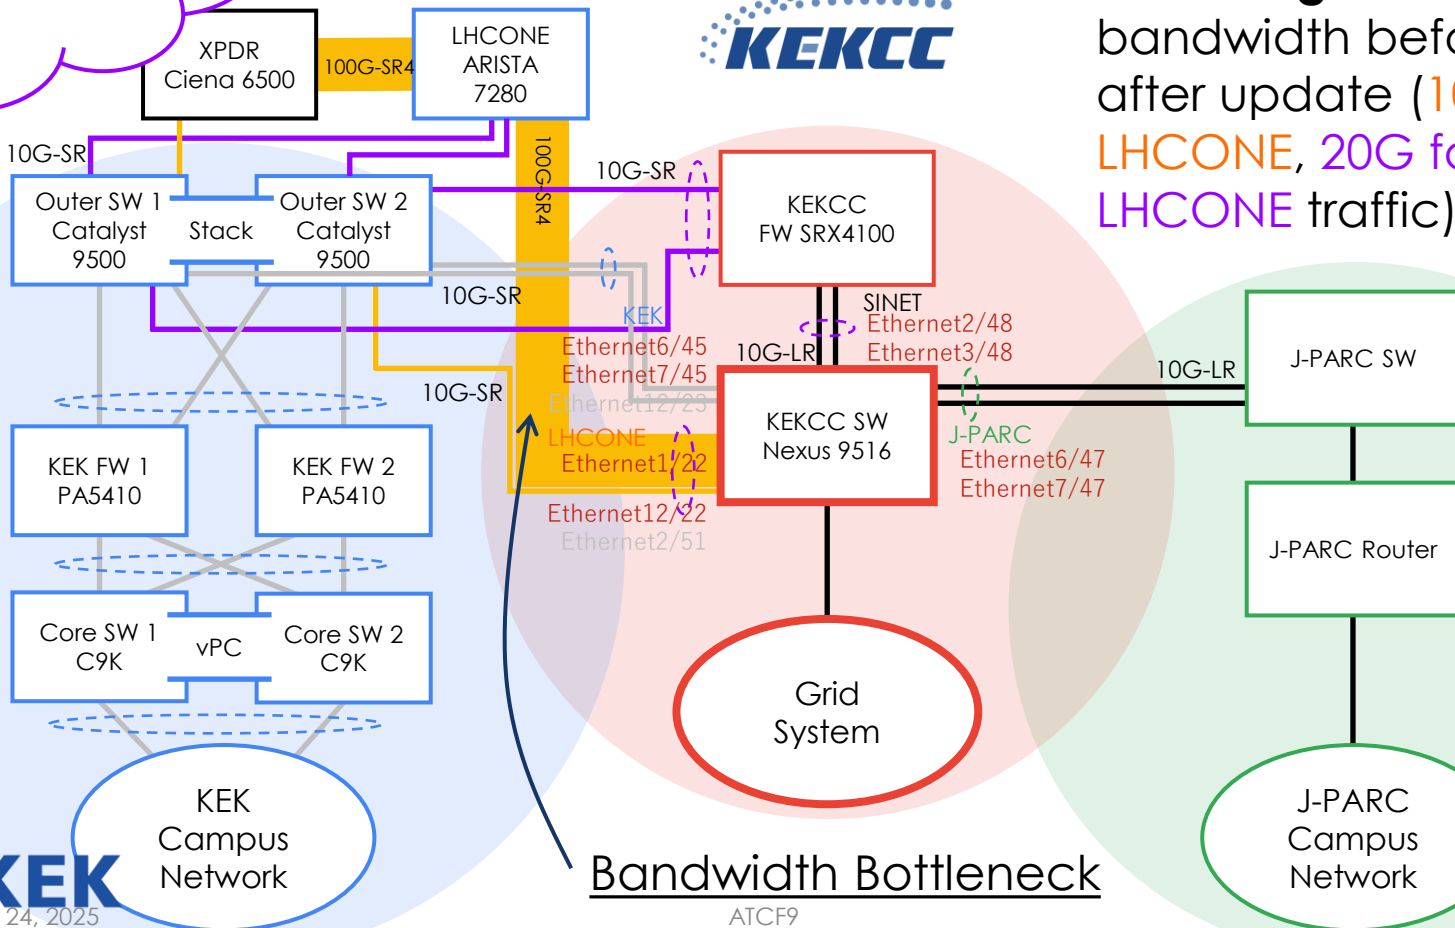 XPDR
Ciena 6500
100G-SR4
LHCONE
ARISTA
7280
KEKCC
bandwidth
after update (
LHCONE, 20G
LHCONE traffic)
10G-SR
100G-SR4
10G-SR
Outer SW 1
Catalyst
9500
Stack
Outer SW 2
Catalyst
9500
KEKCC
FW SRX4100
10G-SR
KEK
Ethernet6/45
Ethernet7/45
Ethernet12/23
SINET
Ethernet2/48
Ethernet3/48
10G-LR
10G-LR
J-PARC SW
10G-SR
KEKCC SW
Nexus 9516
LHCONE
Ethernet1/22
Ethernet12/22
Ethernet2/51
J-PARC
Ethernet6/47
Ethernet7/47
KEK FW 1
PA5410
KEK FW 2
PA5410
J-PARC Router
Core SW 1
C9K
vPC
Core SW 2
C9K
Grid
System
KEK
Campus
Network
J-PARC
Campus
Network
Bandwidth Bottleneck
KEK
24, 2025
ATCF9